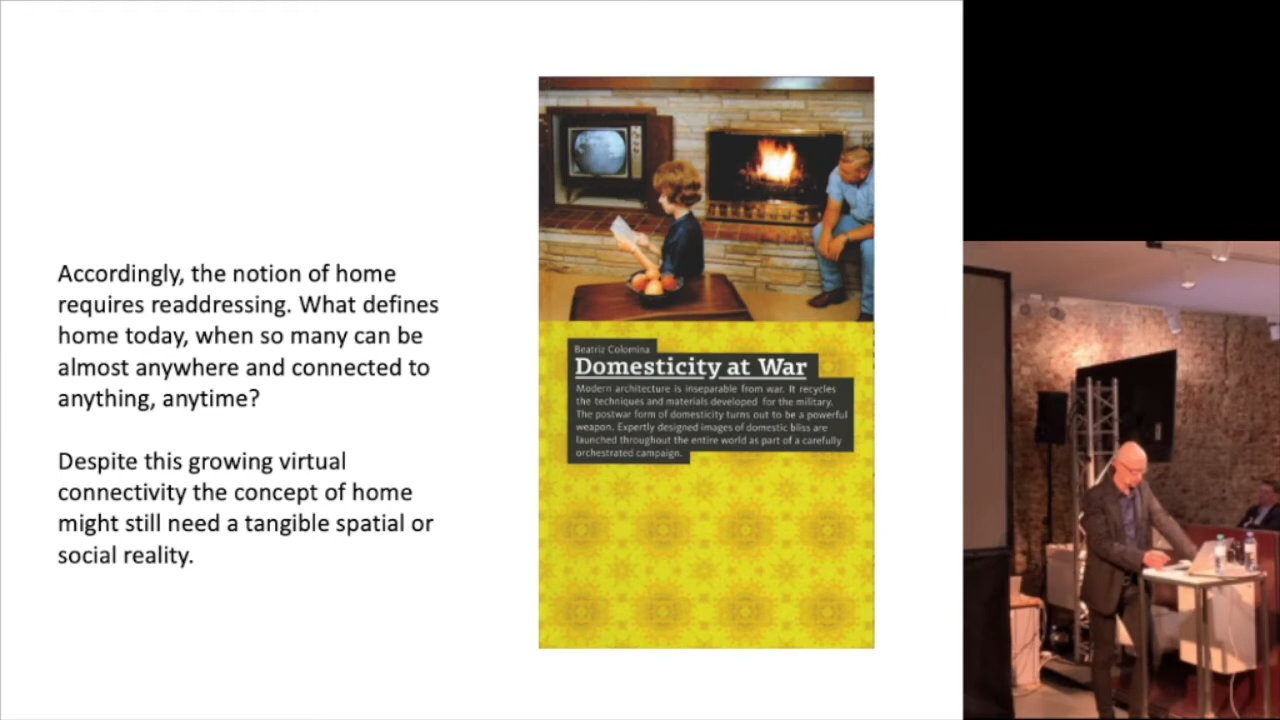 Accordingly, the notion of home
requires readdressing. What defines
home today, when so many can be
almost anywhere and connected to
anything, anytime?
Despite this growing virtual
connectivity the concept of home
might still need a tangible spatial or
social reality.
Beatriz Colomina
Domesticity at War
Modern architecture is inseparable from war. It recycles
the techniques and materials developed for the military.
The postwar form of domesticity turns out to be a powerful
weapon. Expertly designed images of domestic bliss are
launched throughout the entire world as part of a carefully
orchestrated campaign.